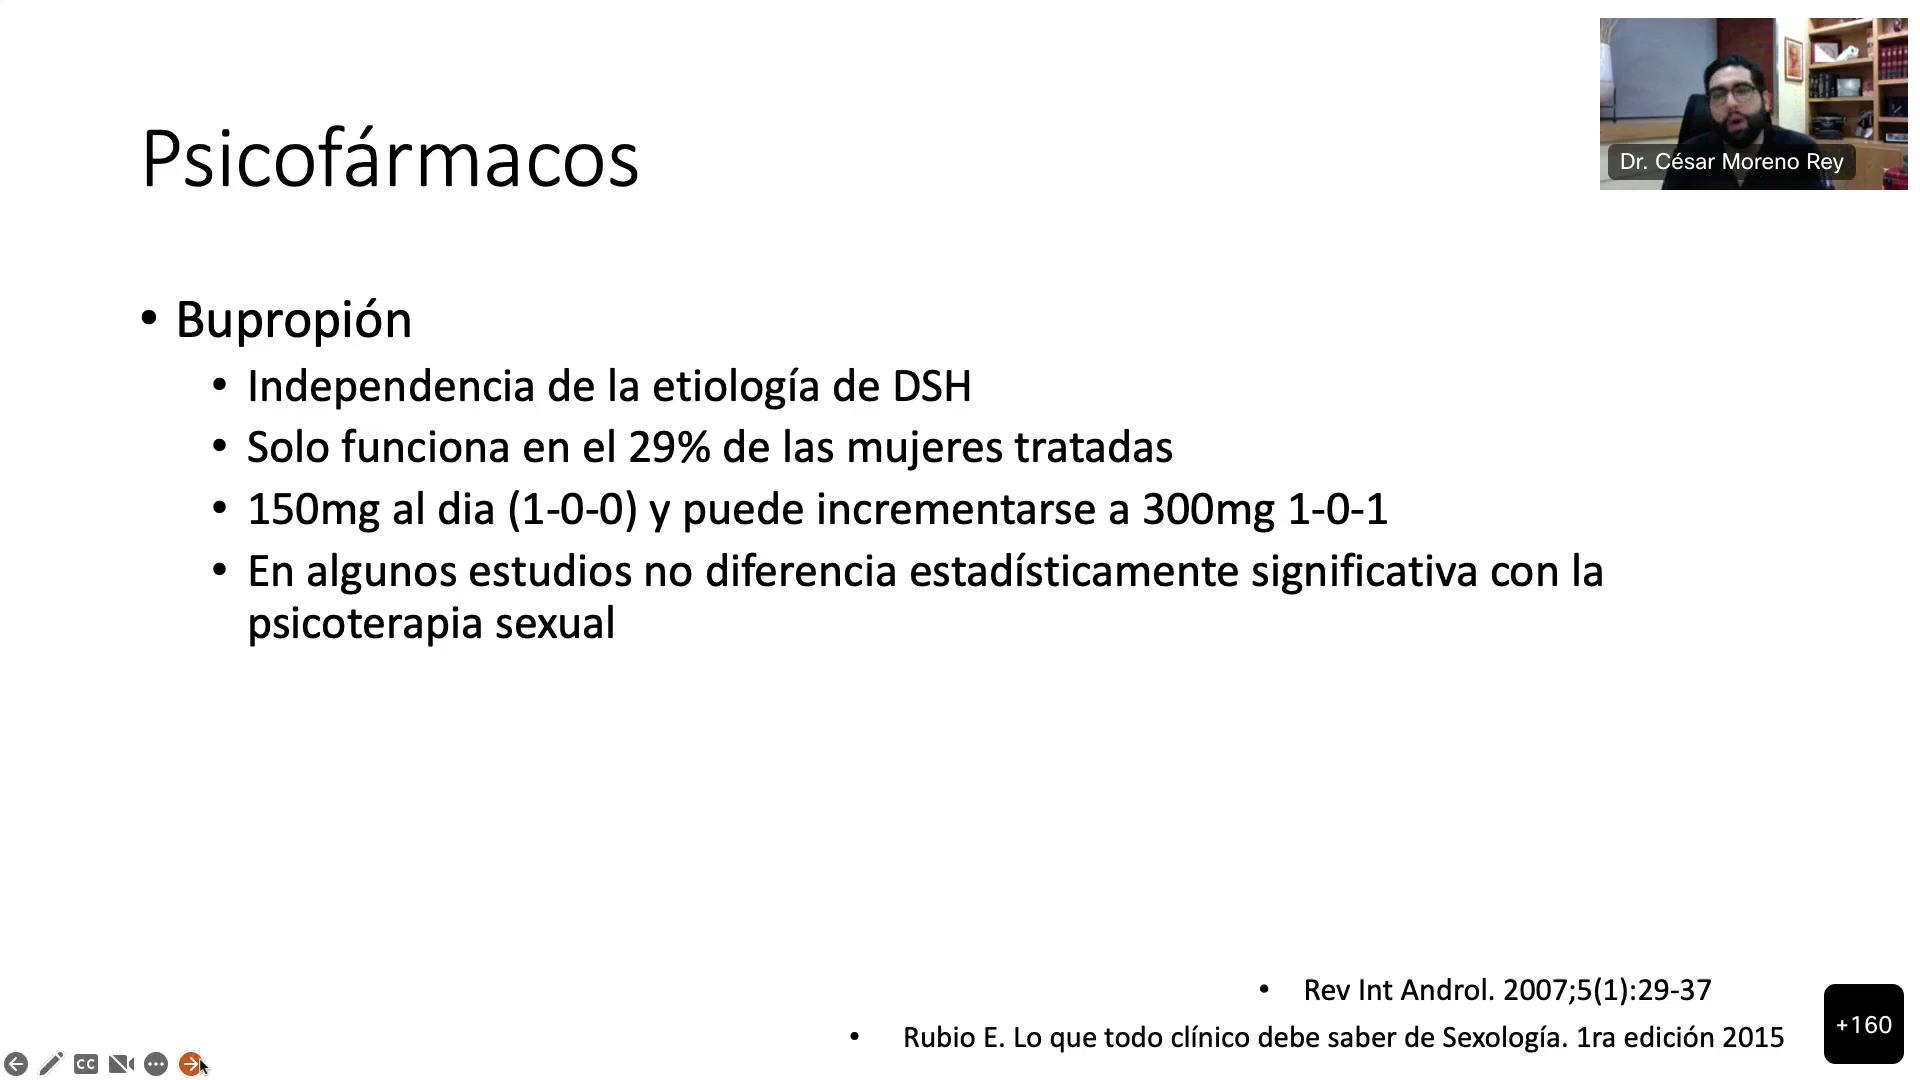 Psicofármacos
Dr. César Moreno Rey
• Bupropión
• Independencia de la etiología de DSH
• Solo funciona en el 29% de las mujeres tratadas
• 150mg al dia (1-0-0) y puede incrementarse a 300mg 1-0-1
• En algunos estudios no diferencia estadísticamente significativa con la
psicoterapia sexual
• Rev Int Androl. 2007;5(1):29-37
• Rubio E. Lo que todo clínico debe saber de Sexología. 1ra edición 2015
+160
CC